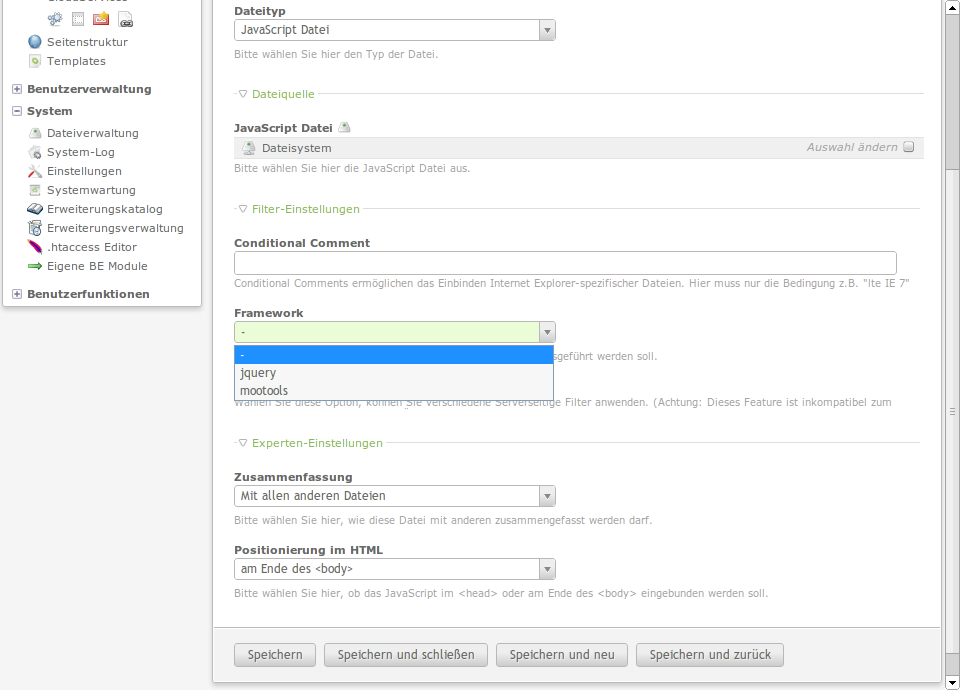 Seitenstruktur
Templates
Benutzerverwaltung
System
Dateiverwaltung
System-Log
Einstellungen
Systemwartung
Erweiterungskatalog
Erweiterungsverwaltung
.htaccess Editor
Eigene BE Module
Benutzerfunktionen
Dateityp
JavaScript Datei
Bitte wählen Sie hier den Typ der Datei.
Dateiquelle
JavaScript Datei
Dateisystem Auswahl ändern
Bitte wählen Sie hier die JavaScript Datei aus.
Filter-Einstellungen
Conditional Comment
Conditional Comments ermöglichen das Einbinden Internet Explorer-spezifischer Dateien. Hier muss nur die Bedingung z.B. "lte IE 7"
Framework
-
-
sgeführt werden soll.
jquery
mootools
Wählen Sie diese Option, können Sie verschiedene Serverseitige Filter anwenden. (Achtung: Dieses Feature ist inkompatibel zum
Experten-Einstellungen
Zusammenfassung
Mit allen anderen Dateien
Bitte wählen Sie hier, wie diese Datei mit anderen zusammengefasst werden darf.
Positionierung im HTML
am Ende des <body>
Bitte wählen Sie hier, ob das JavaScript im <head> oder am Ende des <body> eingebunden werden soll.
Speichern Speichern und schließen Speichern und neu Speichern und zurück